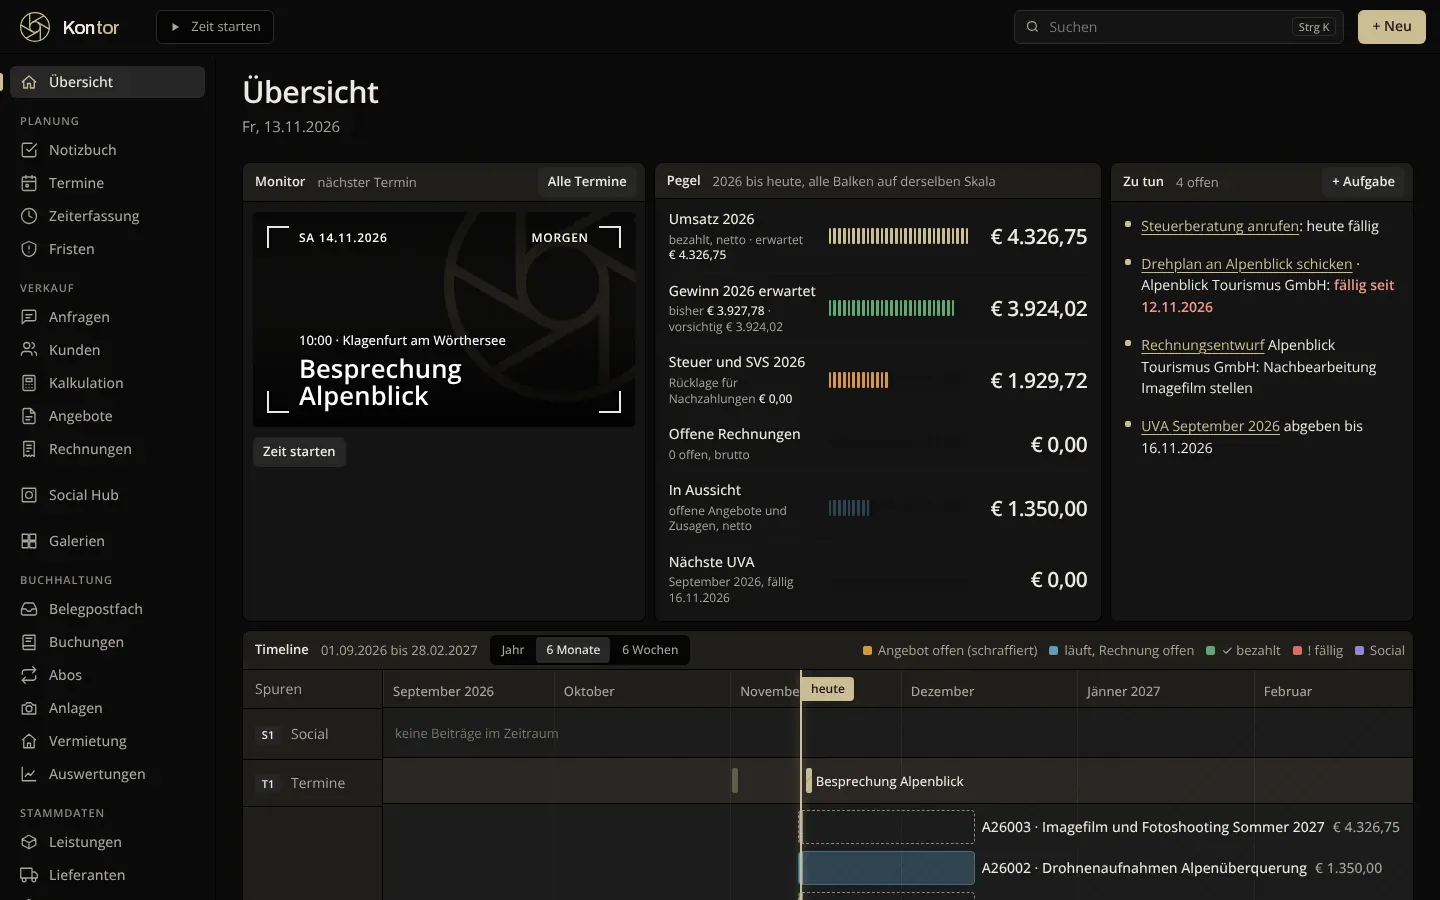 Kontor
Zeit starten
Suchen
Strg K
+ Neu
Übersicht
PLANUNG
Notizbuch
Termine
Zeiterfassung
Fristen
VERKAUF
Anfragen
Kunden
Kalkulation
Angebote
Rechnungen
Social Hub
Galerien
BUCHHALTUNG
Belegpostfach
Buchungen
Abos
Anlagen
Vermietung
Auswertungen
STAMMDATEN
Leistungen
Lieferanten
Übersicht
Fr, 13.11.2026
Monitor nächster Termin
Alle Termine
SA 14.11.2026
MORGEN
10:00 · Klagenfurt am Wörthersee
Besprechung
Alpenblick
Zeit starten
Pegel 2026 bis heute, alle Balken auf derselben Skala
Umsatz 2026
bezahlt, netto · erwartet
€ 4.326,75
€ 4.326,75
Gewinn 2026 erwartet
bisher € 3.927,78 ·
vorsichtig € 3.924,02
€ 3.924,02
Steuer und SVS 2026
Rücklage für
Nachzahlungen € 0,00
€ 1.929,72
Offene Rechnungen
0 offen, brutto
€ 0,00
In Aussicht
offene Angebote und
Zusagen, netto
€ 1.350,00
Nächste UVA
September 2026, fällig
16.11.2026
€ 0,00
Zu tun 4 offen
+ Aufgabe
Steuerberatung anrufen: heute fällig
Drehplan an Alpenblick schicken ·
Alpenblick Tourismus GmbH: fällig seit
12.11.2026
Rechnungsentwurf Alpenblick
Tourismus GmbH: Nachbearbeitung
Imagefilm stellen
UVA September 2026 abgeben bis
16.11.2026
Timeline 01.09.2026 bis 28.02.2027
Jahr 6 Monate 6 Wochen
Angebot offen (schraffiert) läuft, Rechnung offen ✓ bezahlt ! fällig Social
Spuren
September 2026 Oktober Novembe heute Dezember Jänner 2027 Februar
S1 Social
keine Beiträge im Zeitraum
T1 Termine
Besprechung Alpenblick
A26003 · Imagefilm und Fotoshooting Sommer 2027 € 4.326,75
A26002 · Drohnenaufnahmen Alpenüberquerung € 1.350,00